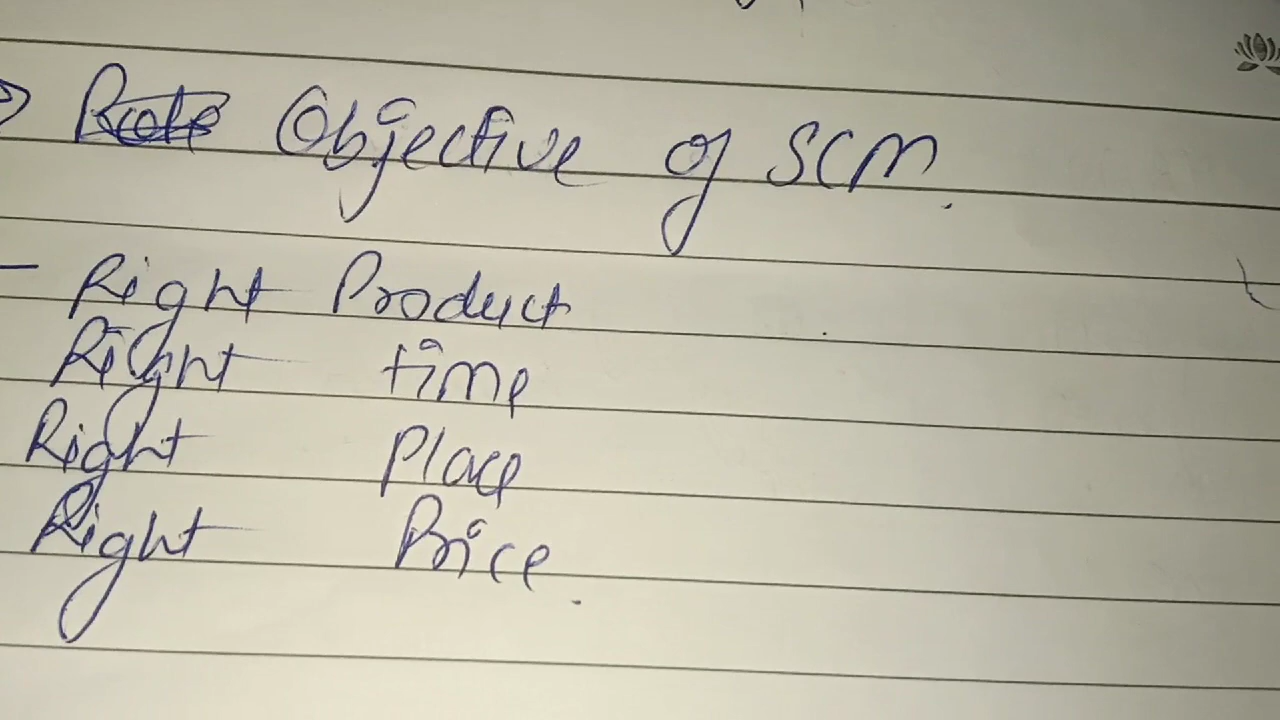 → Objective of SCM.
- Right Product
Right time
Right Place
Right Price.